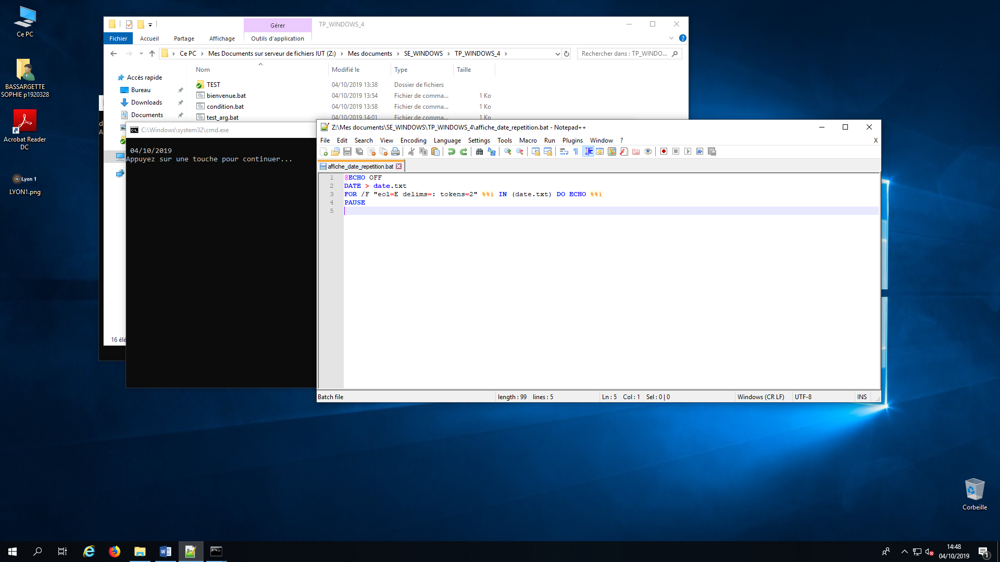 Ce PC
BASSARGETTE
SOPHIE p1920328
Acrobat Reader
DC
Lyon 1
LYON1.png
Gérer
TP_WINDOWS_4
Fichier
Accueil
Partage
Affichage
Outils d'application
Ce PC
Mes Documents sur serveur de fichiers IUT (Z:)
Mes documents
SE_WINDOWS
TP_WINDOWS_4
Rechercher dans : TP_WINDO...
Nom
Modifié le
Type
Taille
Accès rapide
Bureau
Downloads
Documents
TEST
04/10/2019 13:38
Dossier de fichiers
bienvenue.bat
04/10/2019 13:54
Fichier de comma...
1 Ko
condition.bat
04/10/2019 13:58
Fichier de comma...
1 Ko
test_arg.bat
04/10/2019 14:01
Fichier de comma...
1 Ko
16 élé
d
A
C:\Windows\system32\cmd.exe
04/10/2019
Appuyez sur une touche pour continuer...
Z:\Mes documents\SE_WINDOWS\TP_WINDOWS_4\affiche_date_repetition.bat - Notepad++
File Edit Search View Encoding Language Settings Tools Macro Run Plugins Window ?
X
affiche_date_repetition.bat
1 @ECHO OFF
2 DATE > date.txt
3 FOR /F "eol=E delims=: tokens=2" %%i IN (date.txt) DO ECHO %%i
4 PAUSE
5
Batch file
length : 99 lines : 5
Ln : 5 Col : 1 Sel : 0 | 0
Windows (CR LF)
UTF-8
INS
Corbeille
14:48
04/10/2019
1